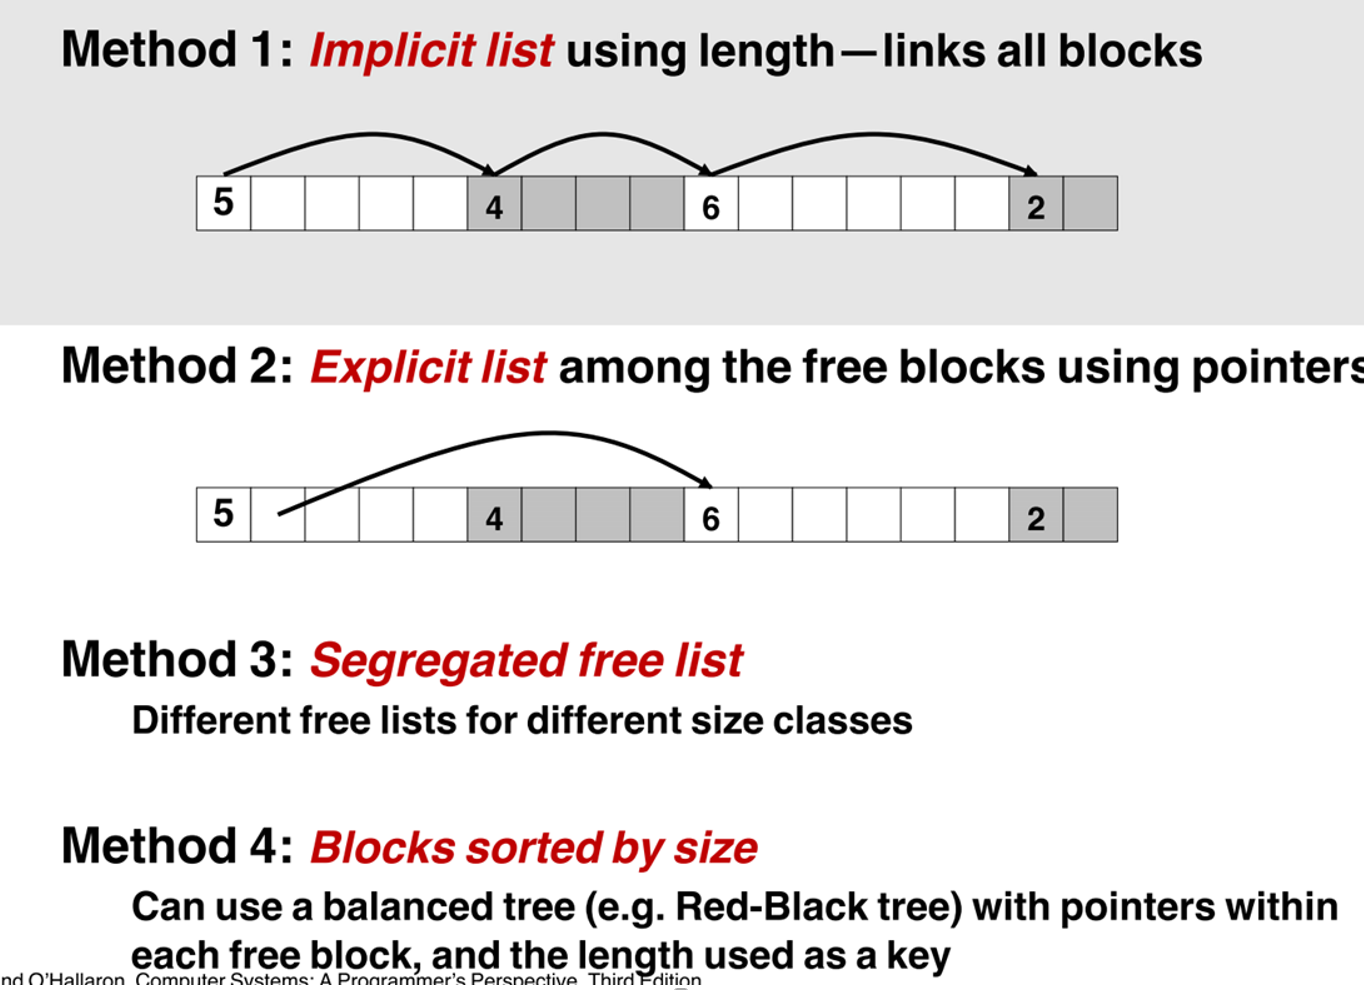 Method 1: Implicit list using length—links all blocks
5 4 6 2
Method 2: Explicit list among the free blocks using pointers
5 4 6 2
Method 3: Segregated free list
Different free lists for different size classes
Method 4: Blocks sorted by size
Can use a balanced tree (e.g. Red-Black tree) with pointers within
each free block, and the length used as a key
nd O'Hallaron, Computer Systems: A Programmer's Perspective, Third Edition